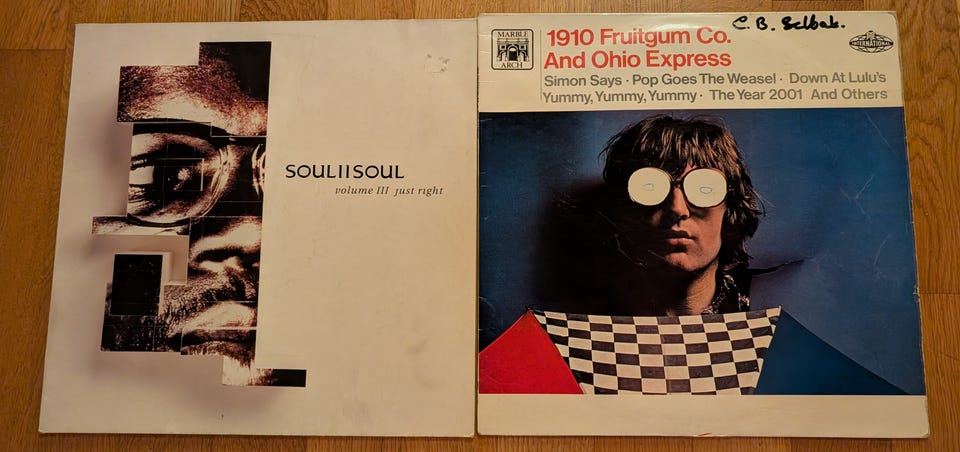 SOULIISOUL
volume III just right
C. B.
MARBLE
ARCH
1910 Fruitgum Co.
And Ohio Express
Simon Says · Pop Goes The Weasel · Down At Lulu's
Yummy, Yummy, Yummy · The Year 2001 And Others
PYE
INTERNATIONAL